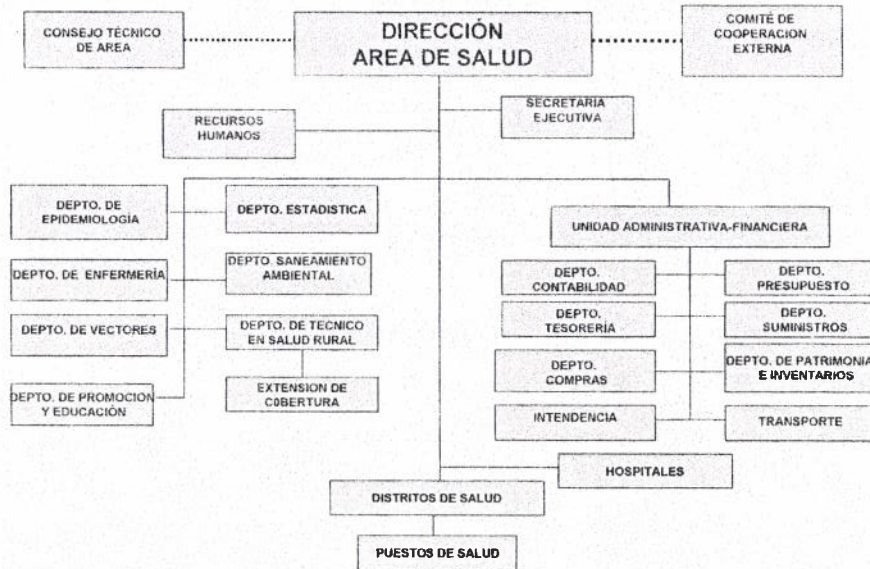 CONSEJO TÉCNICO
DE AREA
DIRECCIÓN
AREA DE SALUD
COMITÉ DE
COOPERACION
EXTERNA
RECURSOS
HUMANOS
SECRETARIA
EJECUTIVA
DEPTO. DE
EPIDEMIOLOGÍA
DEPTO. ESTADISTICA
UNIDAD ADMINISTRATIVA-FINANCIERA
DEPTO. DE ENFERMERÍA
DEPTO. SANEAMIENTO
AMBIENTAL
DEPTO.
CONTABILIDAD
DEPTO.
PRESUPUESTO
DEPTO. DE VECTORES
DEPTO. DE TECNICO
EN SALUD RURAL
DEPTO.
TESORERÍA
DEPTO.
SUMINISTROS
DEPTO. DE PROMOCION
Y EDUCACIÓN
EXTENSION DE
C0BERTURA
DEPTO.
COMPRAS
DEPTO. DE PATRIMONIA
E INVENTARIOS
INTENDENCIA
TRANSPORTE
HOSPITALES
DISTRITOS DE SALUD
PUESTOS DE SALUD